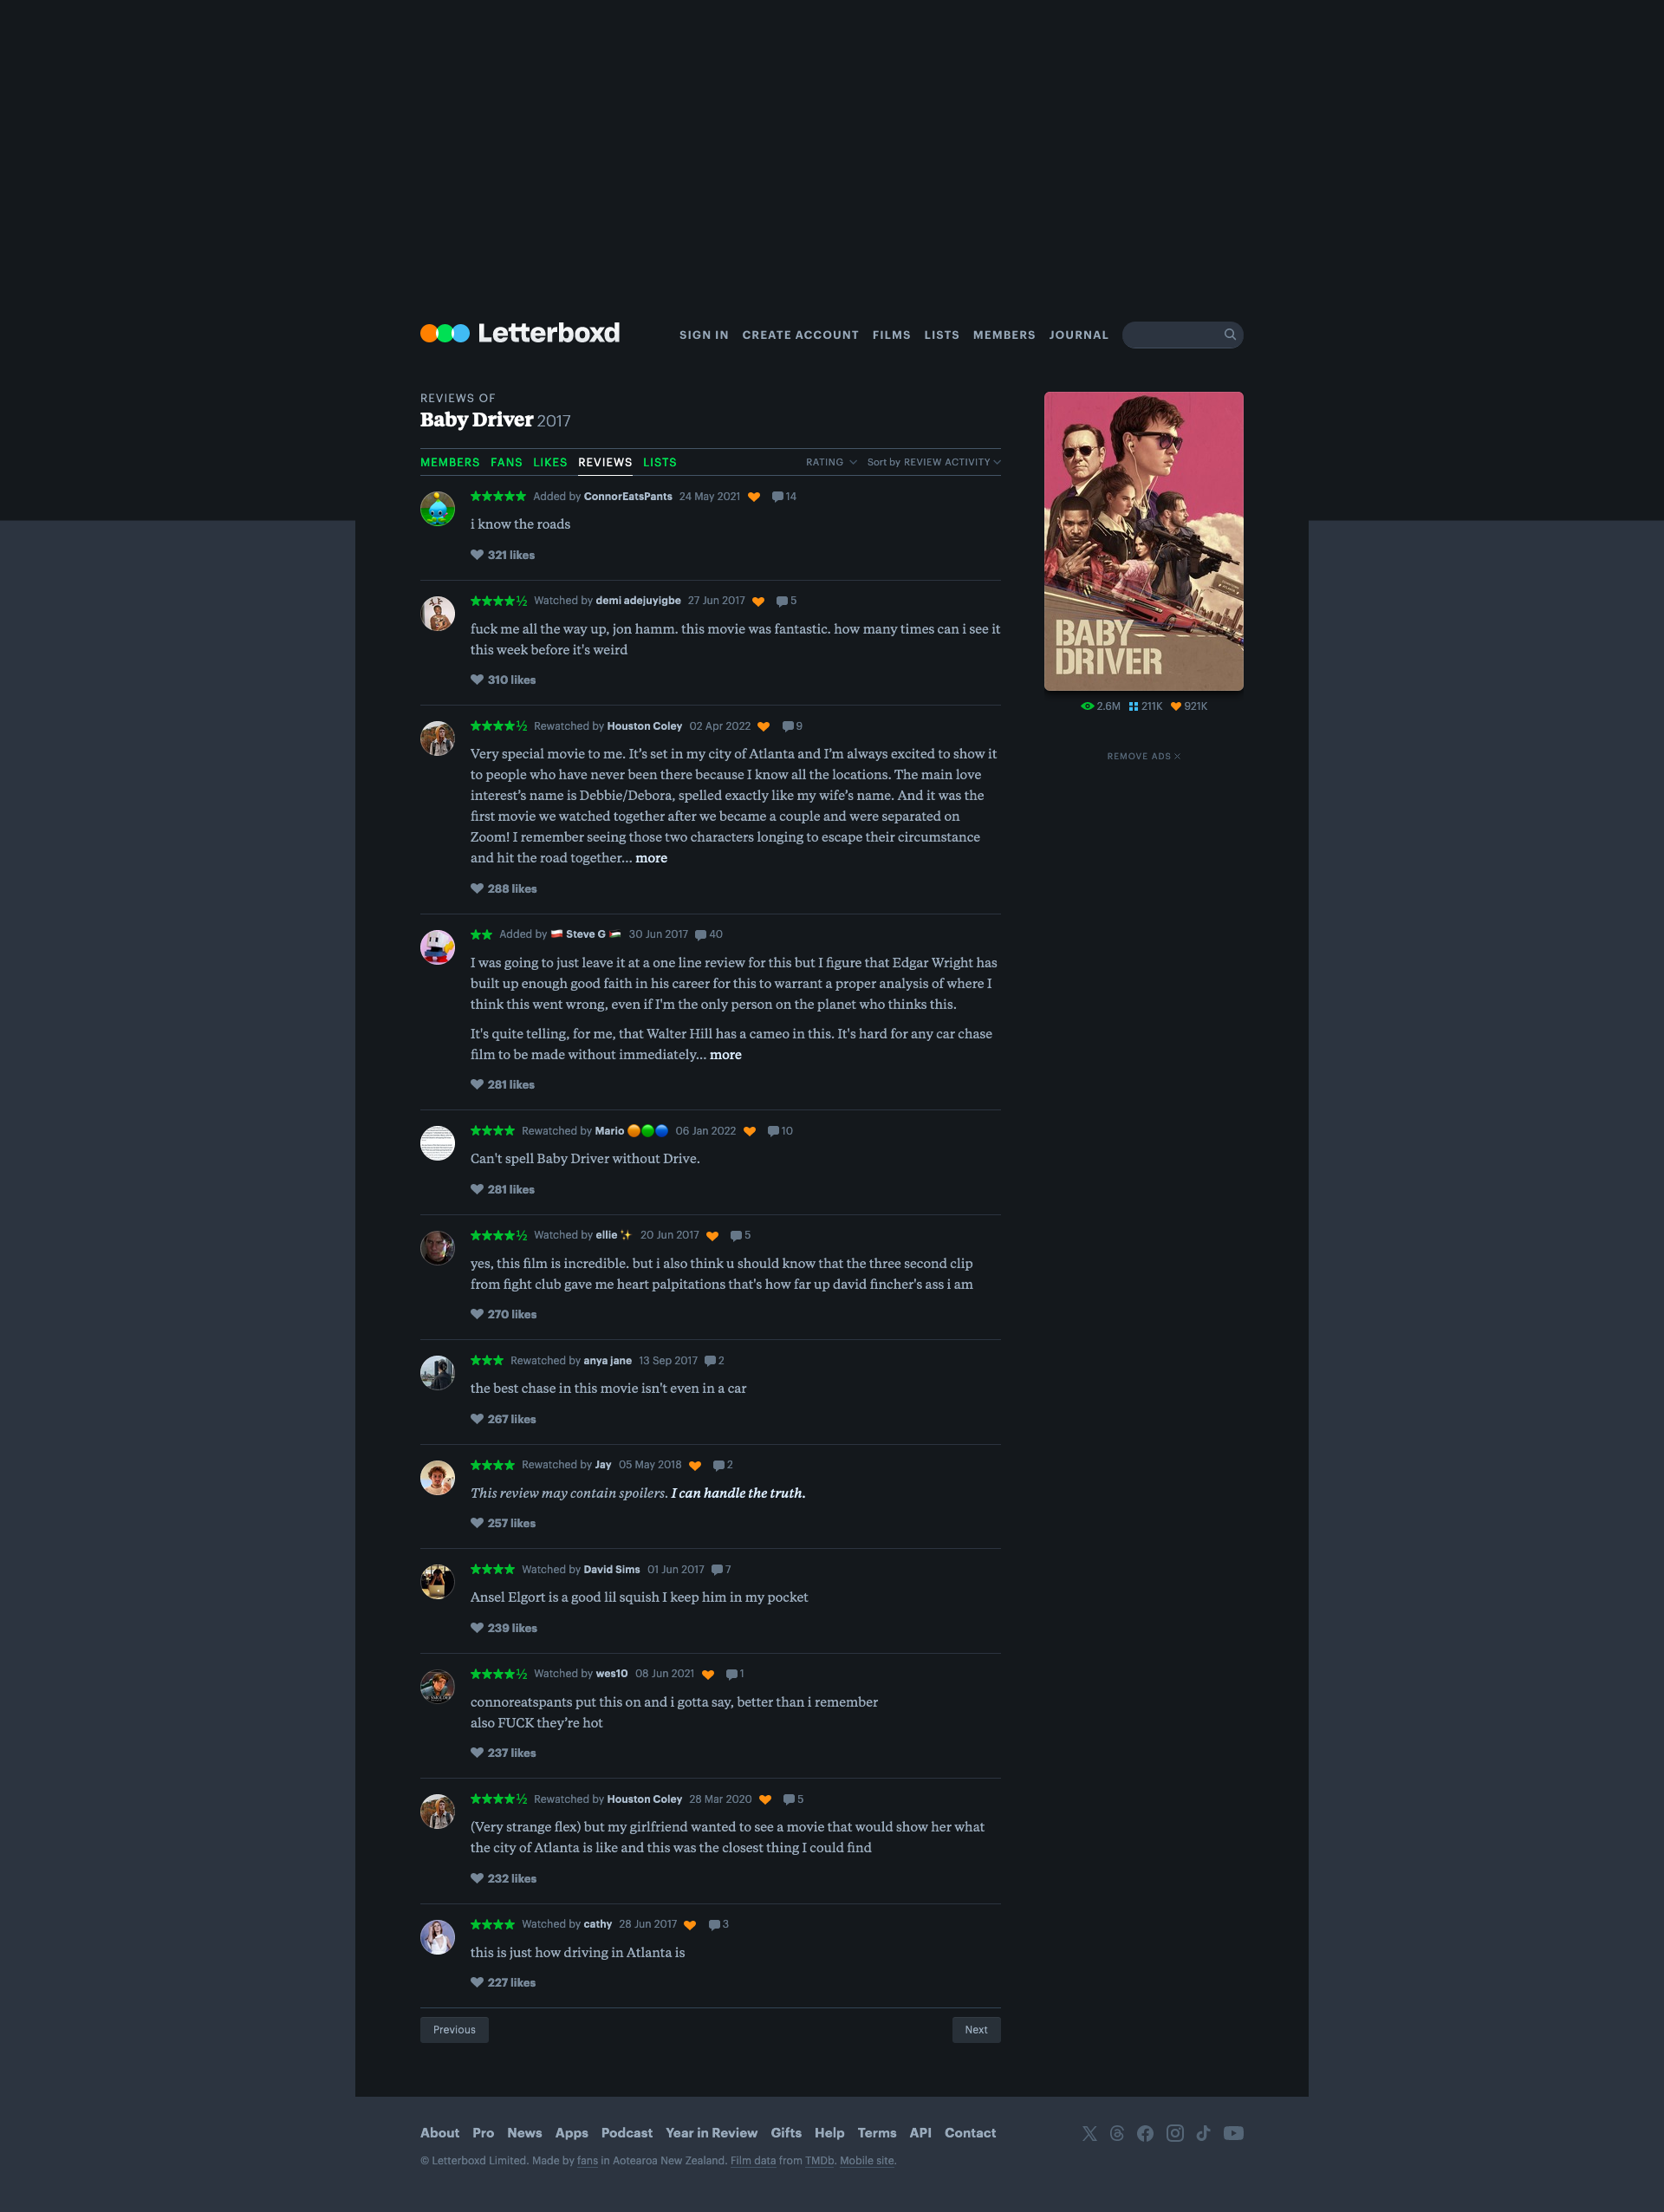 Letterboxd
SIGN IN CREATE ACCOUNT FILMS LISTS MEMBERS JOURNAL
REVIEWS OF
Baby Driver 2017
MEMBERS FANS LIKES REVIEWS LISTS RATING Sort by REVIEW ACTIVITY
★★★★★ Added by ConnorEatsPants 24 May 2021 14
i know the roads
321 likes
★★★★½ Watched by demi adejuyigbe 27 Jun 2017 5
fuck me all the way up, jon hamm. this movie was fantastic. how many times can i see it
this week before it's weird
310 likes
★★★★½ Rewatched by Houston Coley 02 Apr 2022 9
Very special movie to me. It’s set in my city of Atlanta and I’m always excited to show it
to people who have never been there because I know all the locations. The main love
interest’s name is Debbie/Debora, spelled exactly like my wife’s name. And it was the
first movie we watched together after we became a couple and were separated on
Zoom! I remember seeing those two characters longing to escape their circumstance
and hit the road together... more
288 likes
★★ Added by 🇵🇱 Steve G 🇵🇸 30 Jun 2017 40
I was going to just leave it at a one line review for this but I figure that Edgar Wright has
built up enough good faith in his career for this to warrant a proper analysis of where I
think this went wrong, even if I'm the only person on the planet who thinks this.
It's quite telling, for me, that Walter Hill has a cameo in this. It's hard for any car chase
film to be made without immediately... more
281 likes
★★★★ Rewatched by Mario 🟠🟢🔵 06 Jan 2022 10
Can't spell Baby Driver without Drive.
281 likes
★★★★½ Watched by ellie ✨ 20 Jun 2017 5
yes, this film is incredible. but i also think u should know that the three second clip
from fight club gave me heart palpitations that's how far up david fincher's ass i am
270 likes
★★★ Rewatched by anya jane 13 Sep 2017 2
the best chase in this movie isn't even in a car
267 likes
★★★★ Rewatched by Jay 05 May 2018 2
This review may contain spoilers. I can handle the truth.
257 likes
★★★★ Watched by David Sims 01 Jun 2017 7
Ansel Elgort is a good lil squish I keep him in my pocket
239 likes
★★★★½ Watched by wes10 08 Jun 2021 1
connoreatspants put this on and i gotta say, better than i remember
also FUCK they’re hot
237 likes
★★★★½ Rewatched by Houston Coley 28 Mar 2020 5
(Very strange flex) but my girlfriend wanted to see a movie that would show her what
the city of Atlanta is like and this was the closest thing I could find
232 likes
★★★★ Watched by cathy 28 Jun 2017 3
this is just how driving in Atlanta is
227 likes
Previous Next
BABY
DRIVER
2.6M 211K 921K
REMOVE ADS
About Pro News Apps Podcast Year in Review Gifts Help Terms API Contact
© Letterboxd Limited. Made by fans in Aotearoa New Zealand. Film data from TMDb. Mobile site.